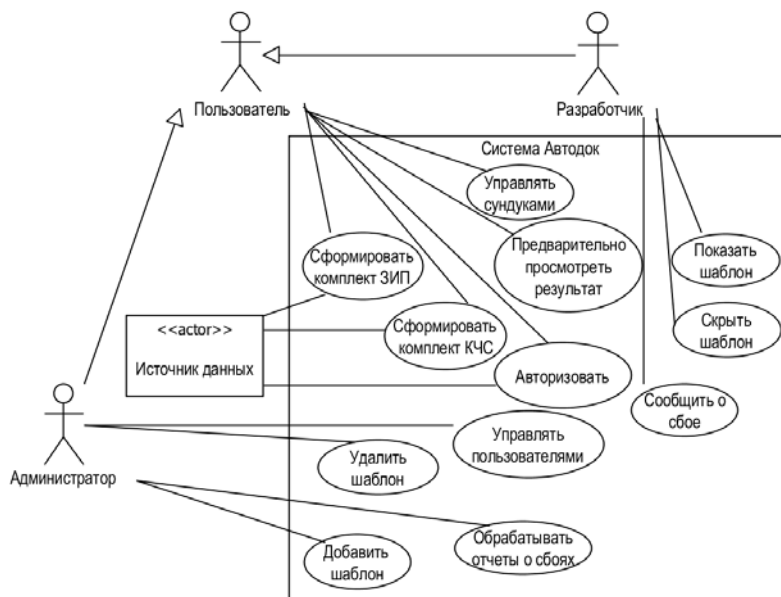 Пользователь
Разработчик
Система Автодок
Управлять
сундуками
Предварительно
просмотреть
результат
Показать
шаблон
Сформировать
комплект ЗИП
Скрыть
шаблон
<<actor>>
Источник данных
Сформировать
комплект КЧС
Авторизовать
Сообщить о
сбое
Администратор
Управлять
пользователями
Удалить
шаблон
Добавить
шаблон
Обрабатывать
отчеты о сбоях